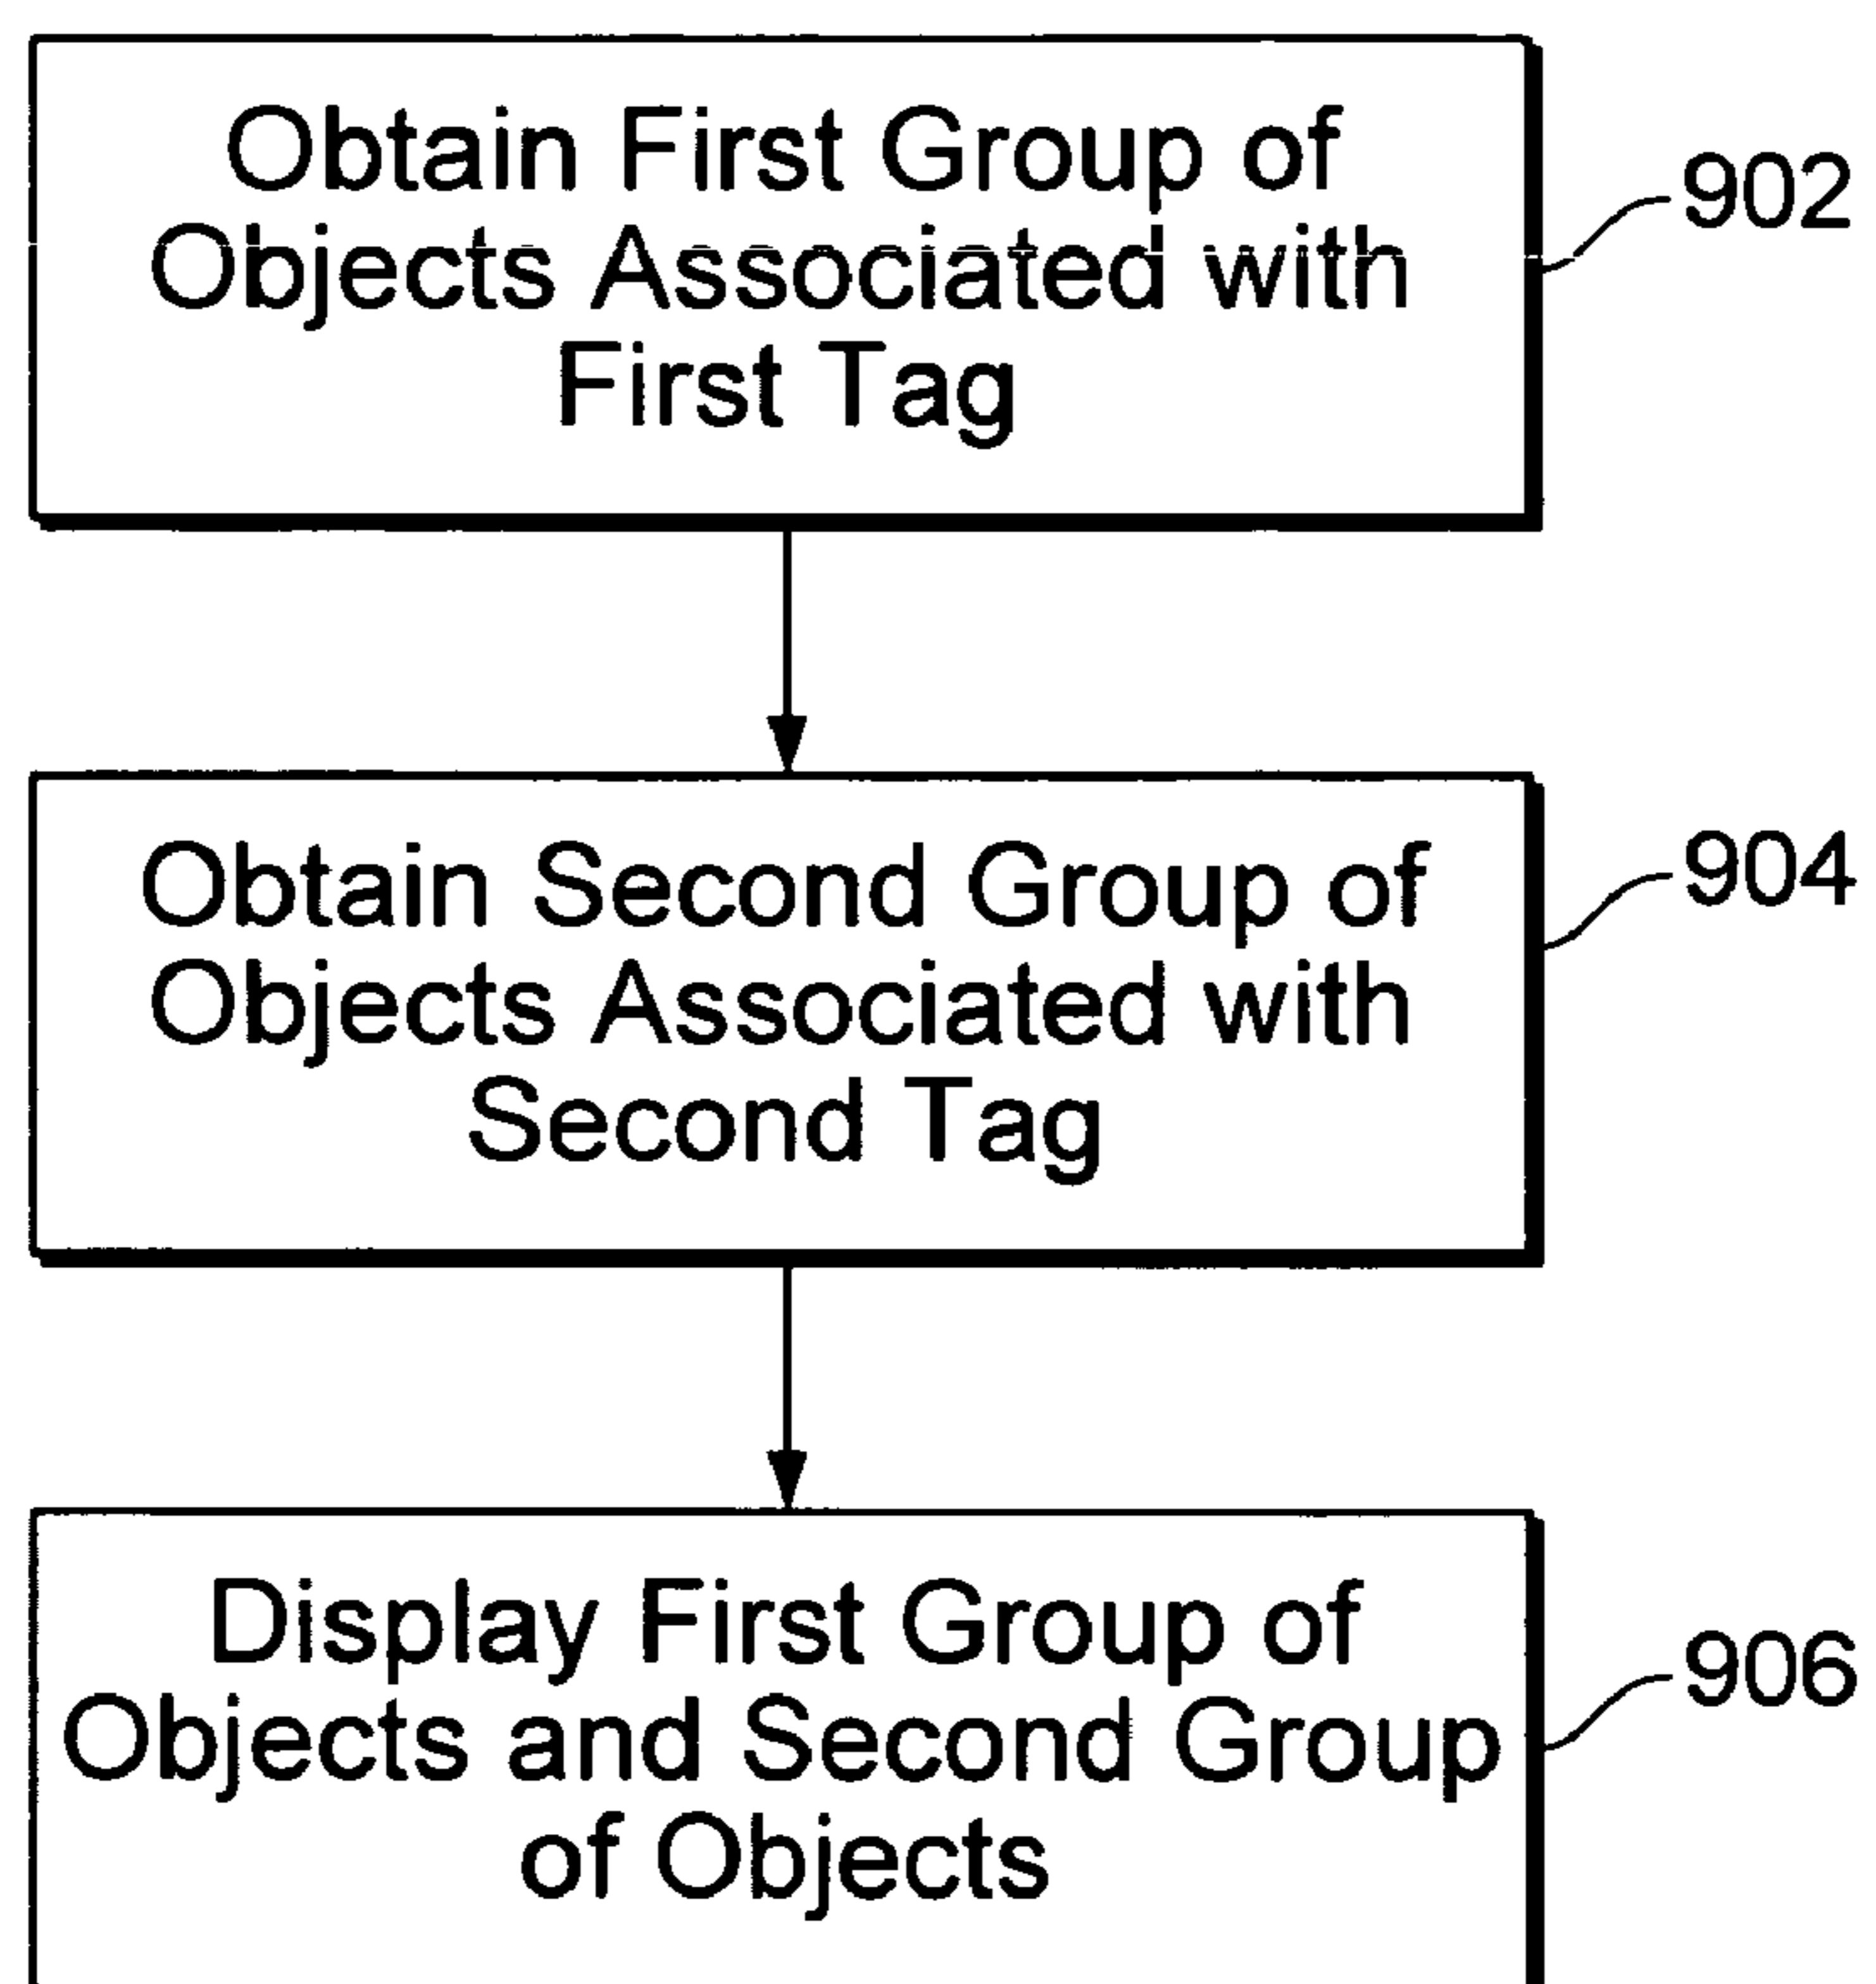 Obtain First Group of
Objects Associated with
First Tag
902
Obtain Second Group of
Objects Associated with
Second Tag
904
Display First Group of
Objects and Second Group
of Objects
906